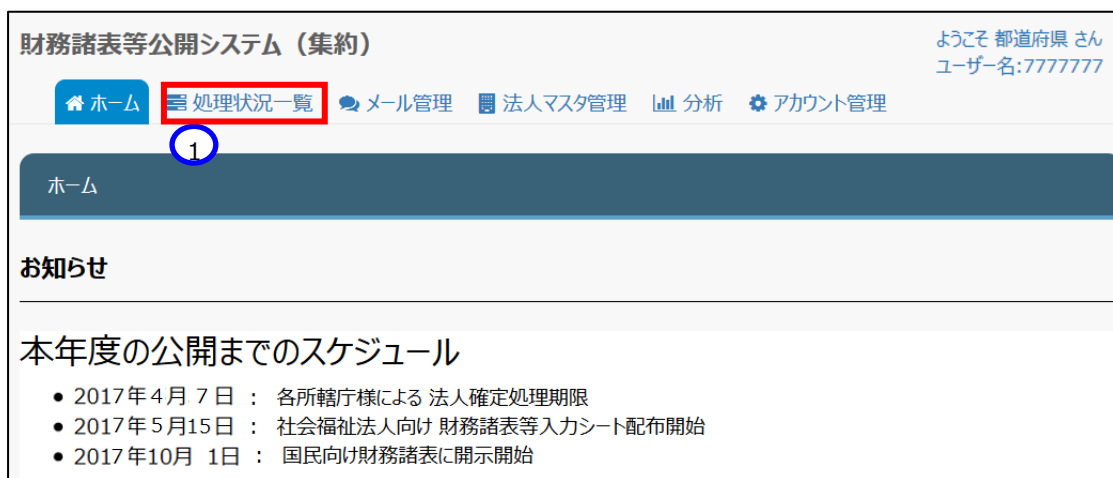 財務諸表等公開システム（集約）
ようこそ 都道府県 さん
ユーザー名:7777777
ホーム 処理状況一覧 メール管理 法人マスタ管理 分析 アカウント管理
1
ホーム
お知らせ
本年度の公開までのスケジュール
● 2017年4月 7日 ： 各所轄庁様による 法人確定処理期限
● 2017年5月15日 ： 社会福祉法人向け 財務諸表等入力シート配布開始
● 2017年10月 1日 ： 国民向け財務諸表に開示開始